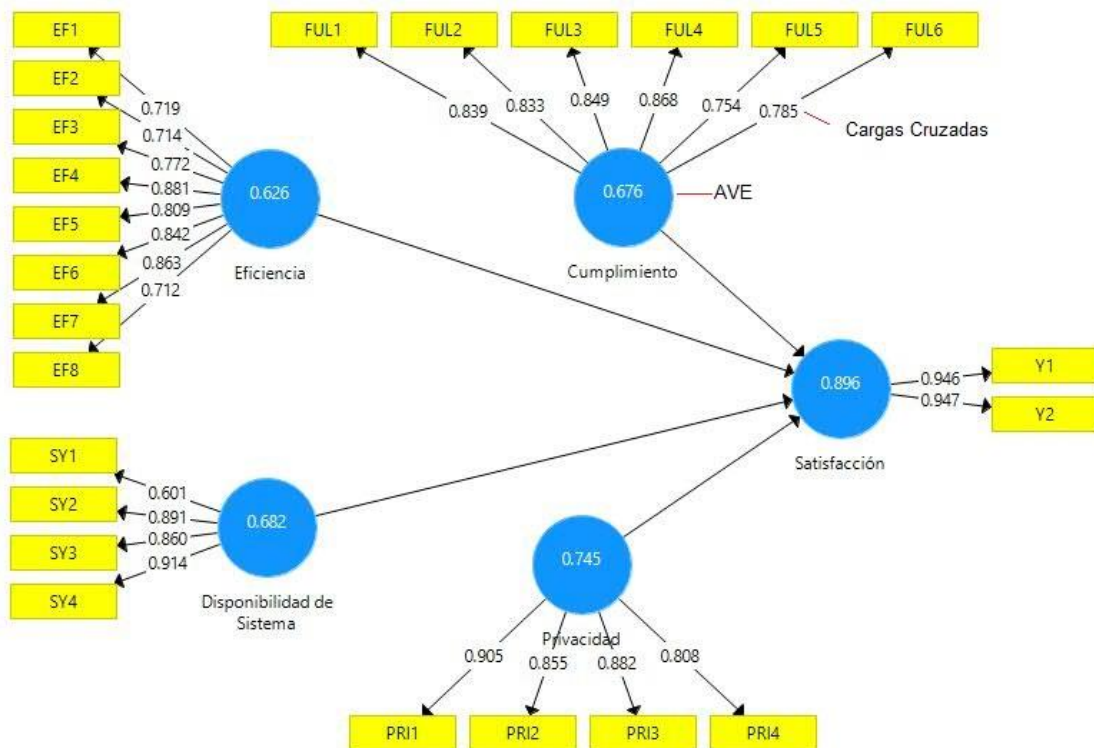 EF1
EF2
EF3
EF4
EF5
EF6
EF7
EF8
0.719
0.714
0.772
0.881
0.809
0.842
0.863
0.712
0.626
Eficiencia
FUL1
FUL2
FUL3
FUL4
FUL5
FUL6
0.839
0.833
0.849
0.868
0.754
0.785
Cargas Cruzadas
0.676
AVE
Cumplimiento
0.896
Satisfacción
0.946
0.947
Y1
Y2
SY1
SY2
SY3
SY4
0.601
0.891
0.860
0.914
0.682
Disponibilidad de
Sistema
0.745
Privacidad
0.905
0.855
0.882
0.808
PRI1
PRI2
PRI3
PRI4